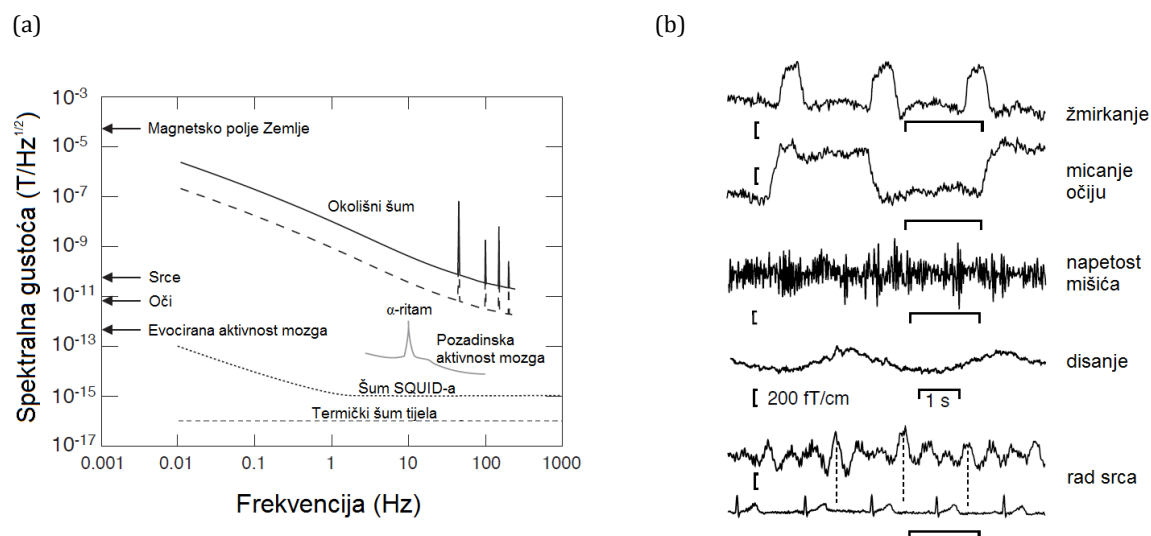 (a)
Spektralna gustoća (T/Hz^1/2)
10^-3
10^-5
10^-7
10^-9
10^-11
10^-13
10^-15
10^-17
Magnetsko polje Zemlje
Okolišni šum
Srce
Oči
Evocirana aktivnost mozga
α-ritam
Pozadinska
aktivnost mozga
Šum SQUID-a
Termički šum tijela
0.001
0.01
0.1
1
10
100
1000
Frekvencija (Hz)
(b)
žmirkanje
micanje
očiju
napetost
mišića
disanje
200 fT/cm
1 s
rad srca